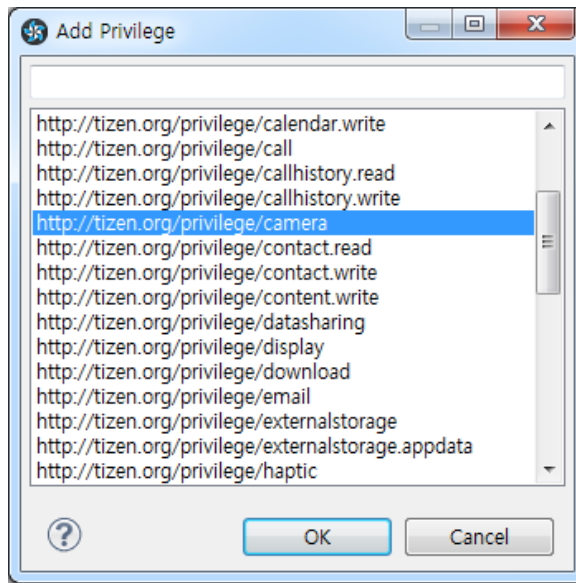 Add Privilege
http://tizen.org/privilege/calendar.write
http://tizen.org/privilege/call
http://tizen.org/privilege/callhistory.read
http://tizen.org/privilege/callhistory.write
http://tizen.org/privilege/camera
http://tizen.org/privilege/contact.read
http://tizen.org/privilege/contact.write
http://tizen.org/privilege/content.write
http://tizen.org/privilege/datasharing
http://tizen.org/privilege/display
http://tizen.org/privilege/download
http://tizen.org/privilege/email
http://tizen.org/privilege/externalstorage
http://tizen.org/privilege/externalstorage.appdata
http://tizen.org/privilege/haptic
? OK Cancel